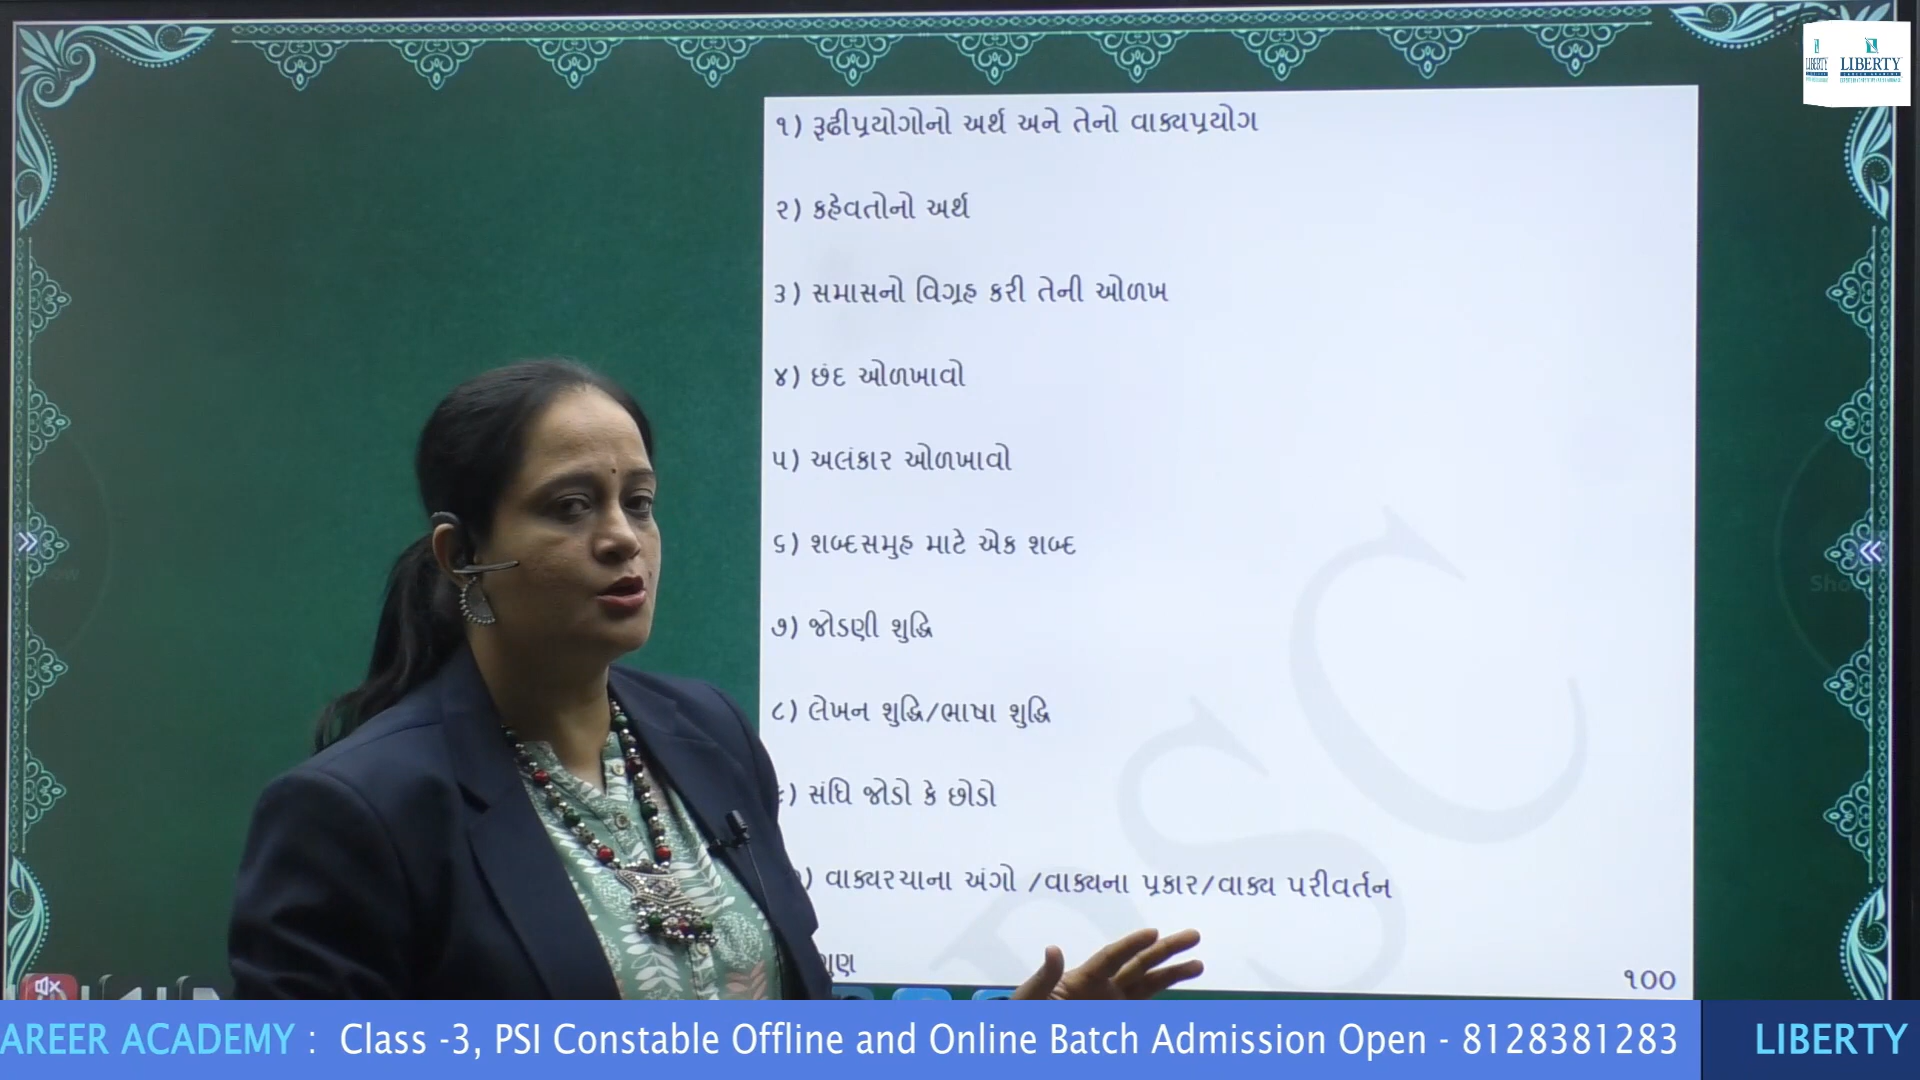 LIBERTY
LIBERTY
૧) રૂઢીપ્રયોગોનો અર્થ અને તેનો વાક્યપ્રયોગ
૨) કહેવતોનો અર્થ
૩) સમાસનો વિગ્રહ કરી તેની ઓળખ
૪) છંદ ઓળખાવો
૫) અલંકાર ઓળખાવો
૬) શબ્દસમુહ માટે એક શબ્દ
૭) જોડણી શુદ્ધિ
૮) લેખન શુદ્ધિ/ભાષા શુદ્ધિ
) સંધિ જોડો કે છોડો
) વાક્યરચાના અંગો /વાક્યના પ્રકાર/વાક્ય પરીવર્તન
૧૦૦
AREER ACADEMY : Class -3, PSI Constable Offline and Online Batch Admission Open - 8128381283
LIBERTY